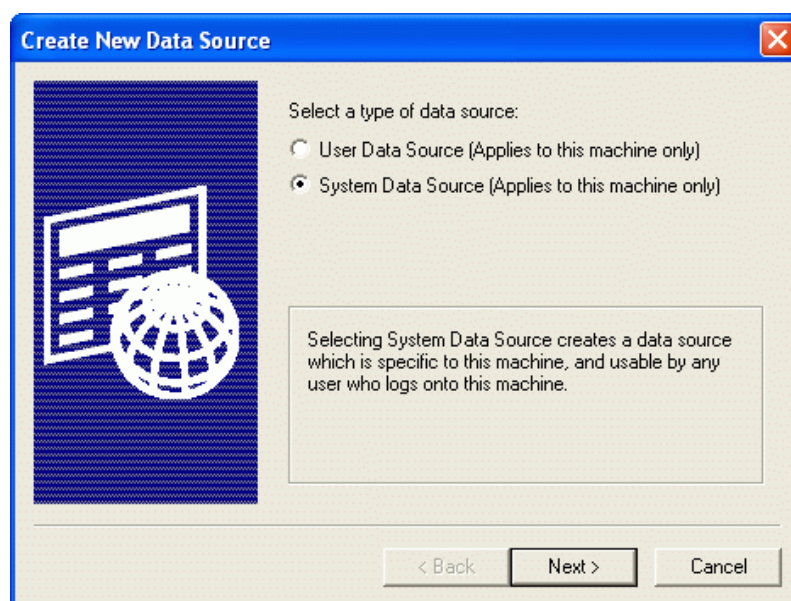 Create New Data Source
Select a type of data source:
User Data Source (Applies to this machine only)
System Data Source (Applies to this machine only)
Selecting System Data Source creates a data source
which is specific to this machine, and usable by any
user who logs onto this machine.
< Back
Next >
Cancel